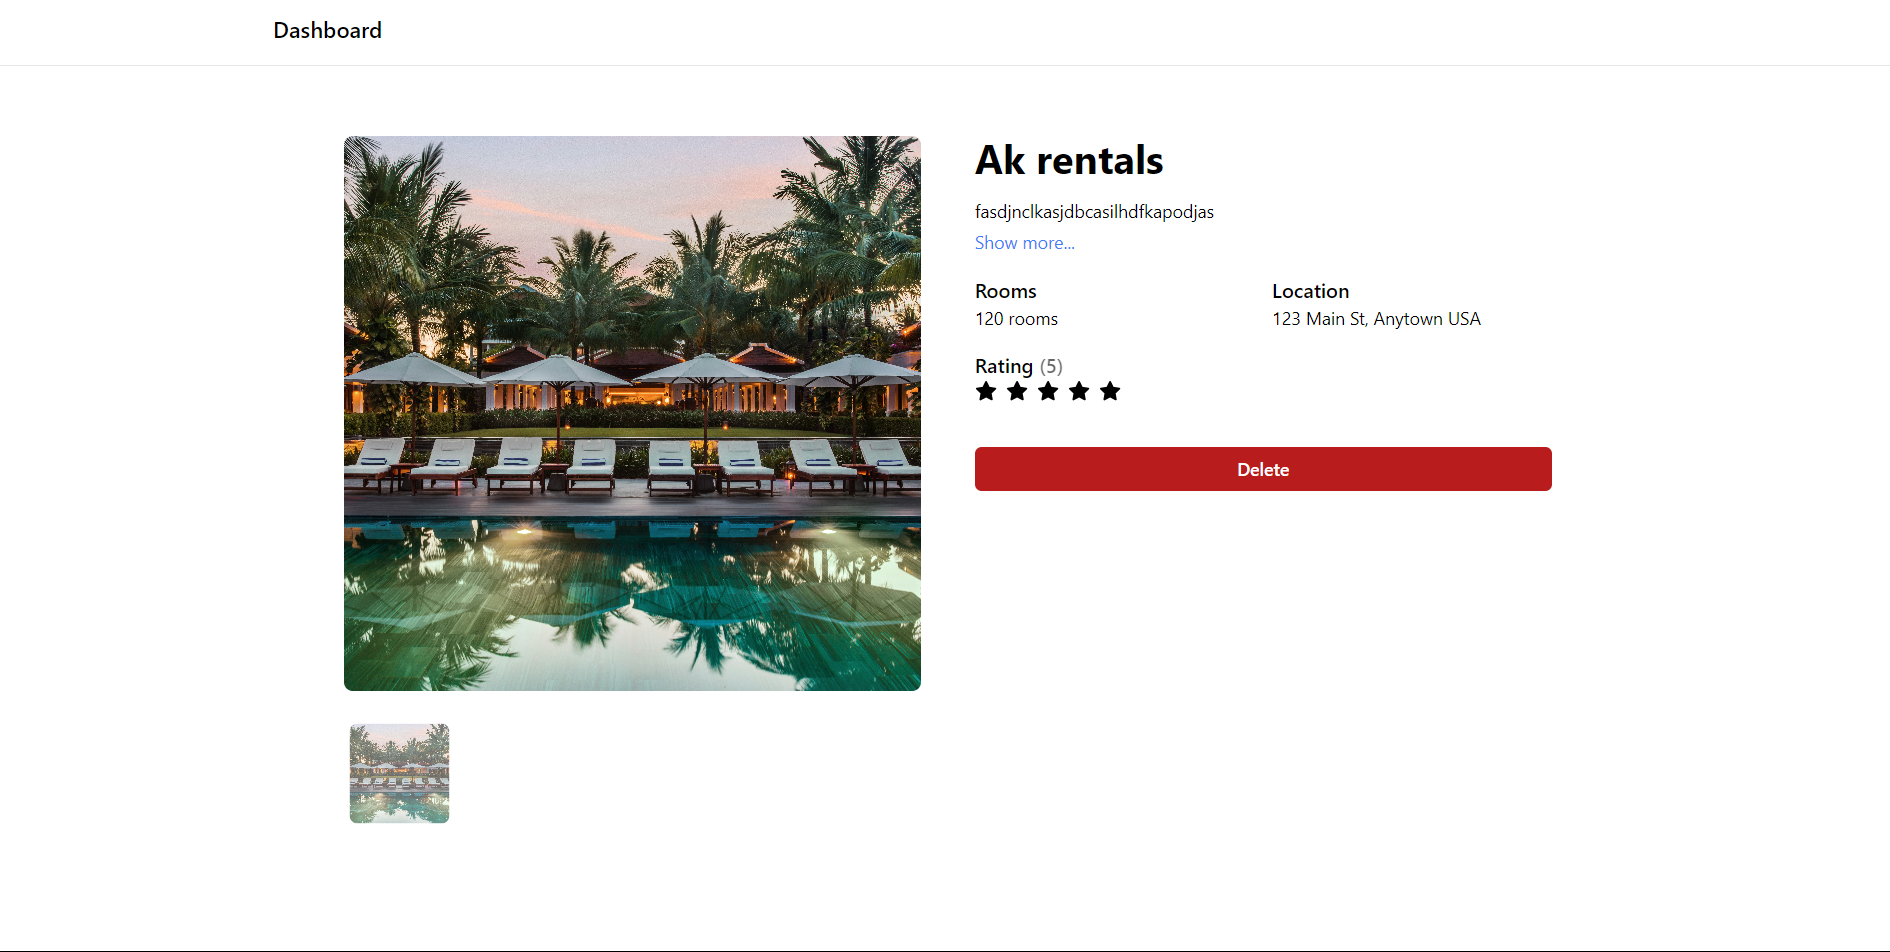 Dashboard
Ak rentals
fasdjnclkasjdbcasilhdfkapodjas
Show more...
Rooms
120 rooms
Location
123 Main St, Anytown USA
Rating (5)
Delete